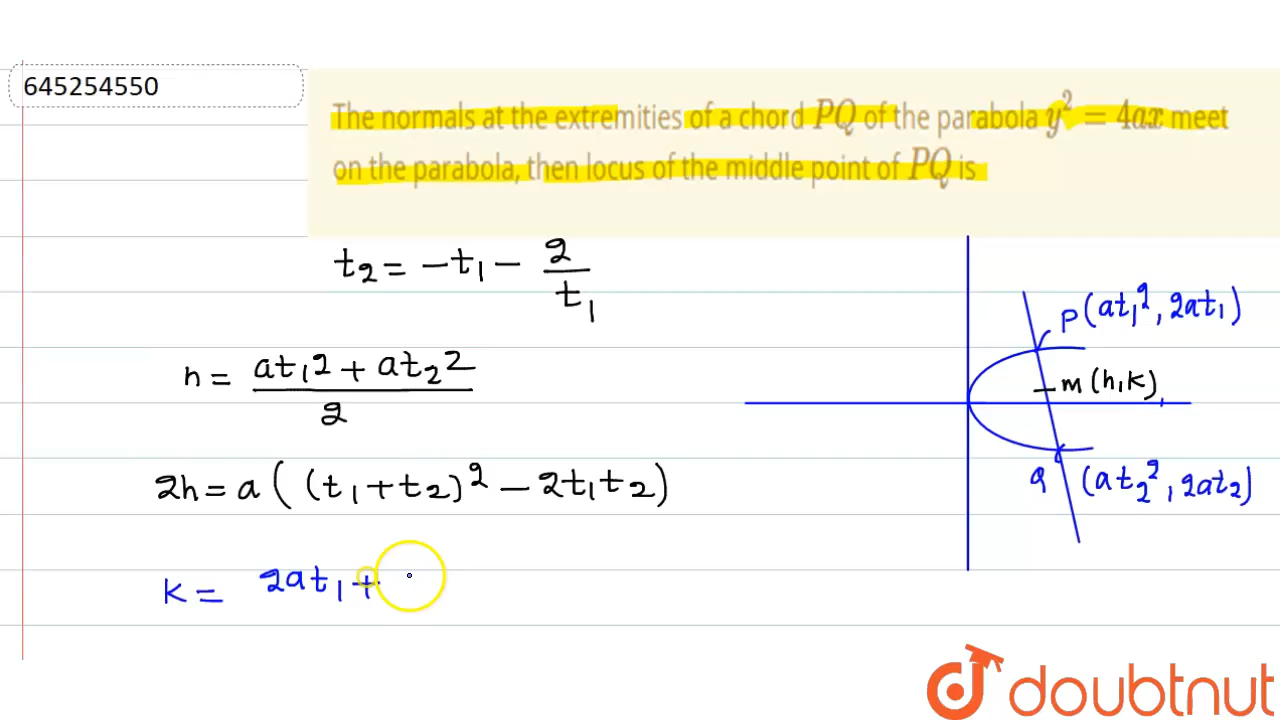 645254550
The normals at the extremities of a chord PQ of the parabola y² = 4ax meet
on the parabola, then locus of the middle point of PQ is
t₂ = -t₁ - 2/t₁
h = (at₁2 + at₂2)/2
2h = a ( (t₁+t₂)² - 2t₁t₂)
k = 2at₁ +
P (at₁², 2at₁)
m (h, k)
Q (at₂², 2at₂)
doubtnut